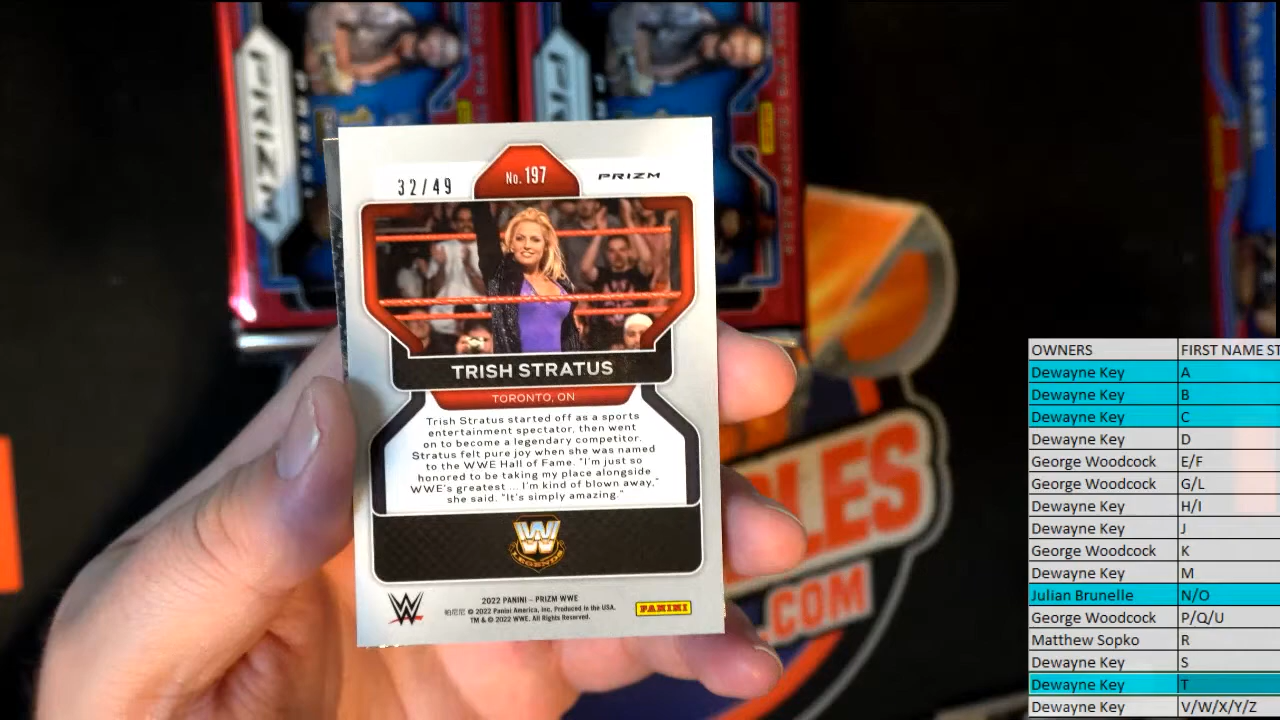 PRIZM
PRIZM
32/49
No. 197
PRIZM
TRISH STRATUS
TORONTO, ON
Trish Stratus started off as a sports
entertainment spectator, then went
on to become a legendary competitor.
Stratus felt pure joy when she was named
to the WWE Hall of Fame. "I'm just so
honored to be taking my place alongside
WWE's greatest ... I'm kind of blown away,"
she said. "It's simply amazing."
W
LEGENDS
W
2022 PANINI – PRIZM WWE
© 2022 Panini America, Inc. Produced in the USA.
TM & © 2022 WWE. All Rights Reserved.
PANINI
.COM
OWNERS FIRST NAME ST
Dewayne Key A
Dewayne Key B
Dewayne Key C
Dewayne Key D
George Woodcock E/F
George Woodcock G/L
Dewayne Key H/I
Dewayne Key J
George Woodcock K
Dewayne Key M
Julian Brunelle N/O
George Woodcock P/Q/U
Matthew Sopko R
Dewayne Key S
Dewayne Key T
Dewayne Key V/W/X/Y/Z